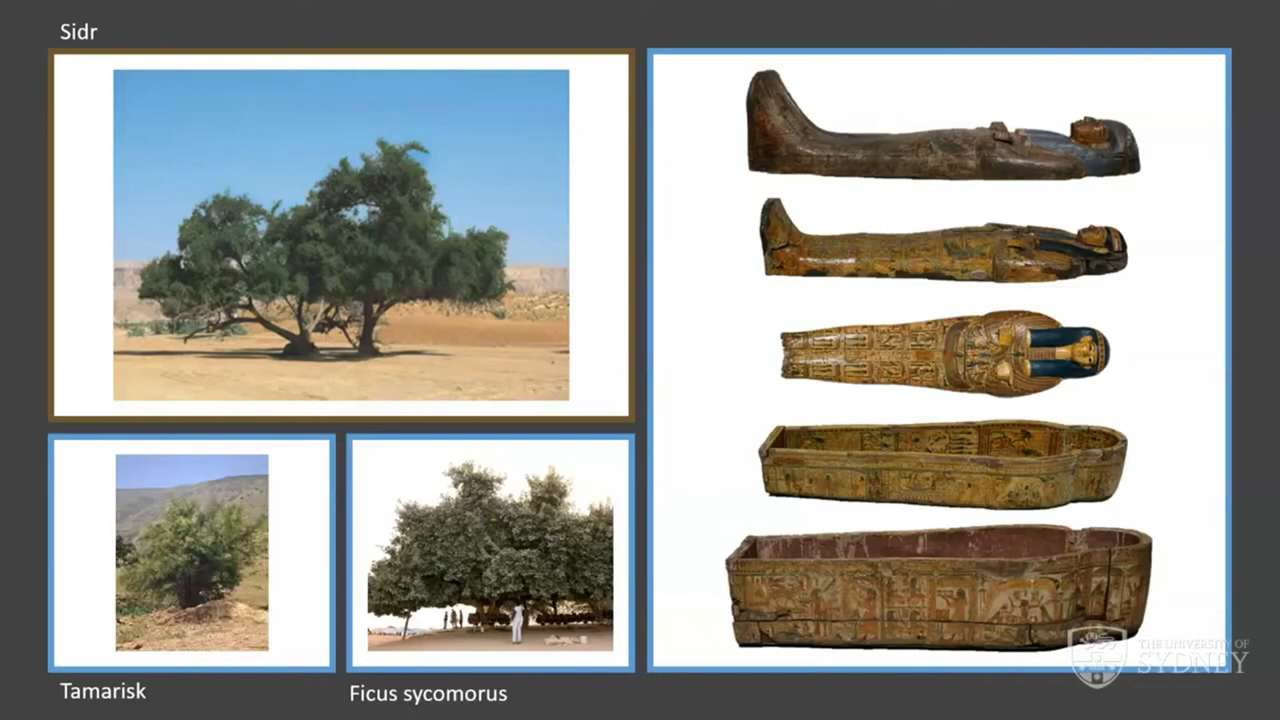 Sidr
Tamarisk
Ficus sycomorus
THE UNIVERSITY OF
SYDNEY